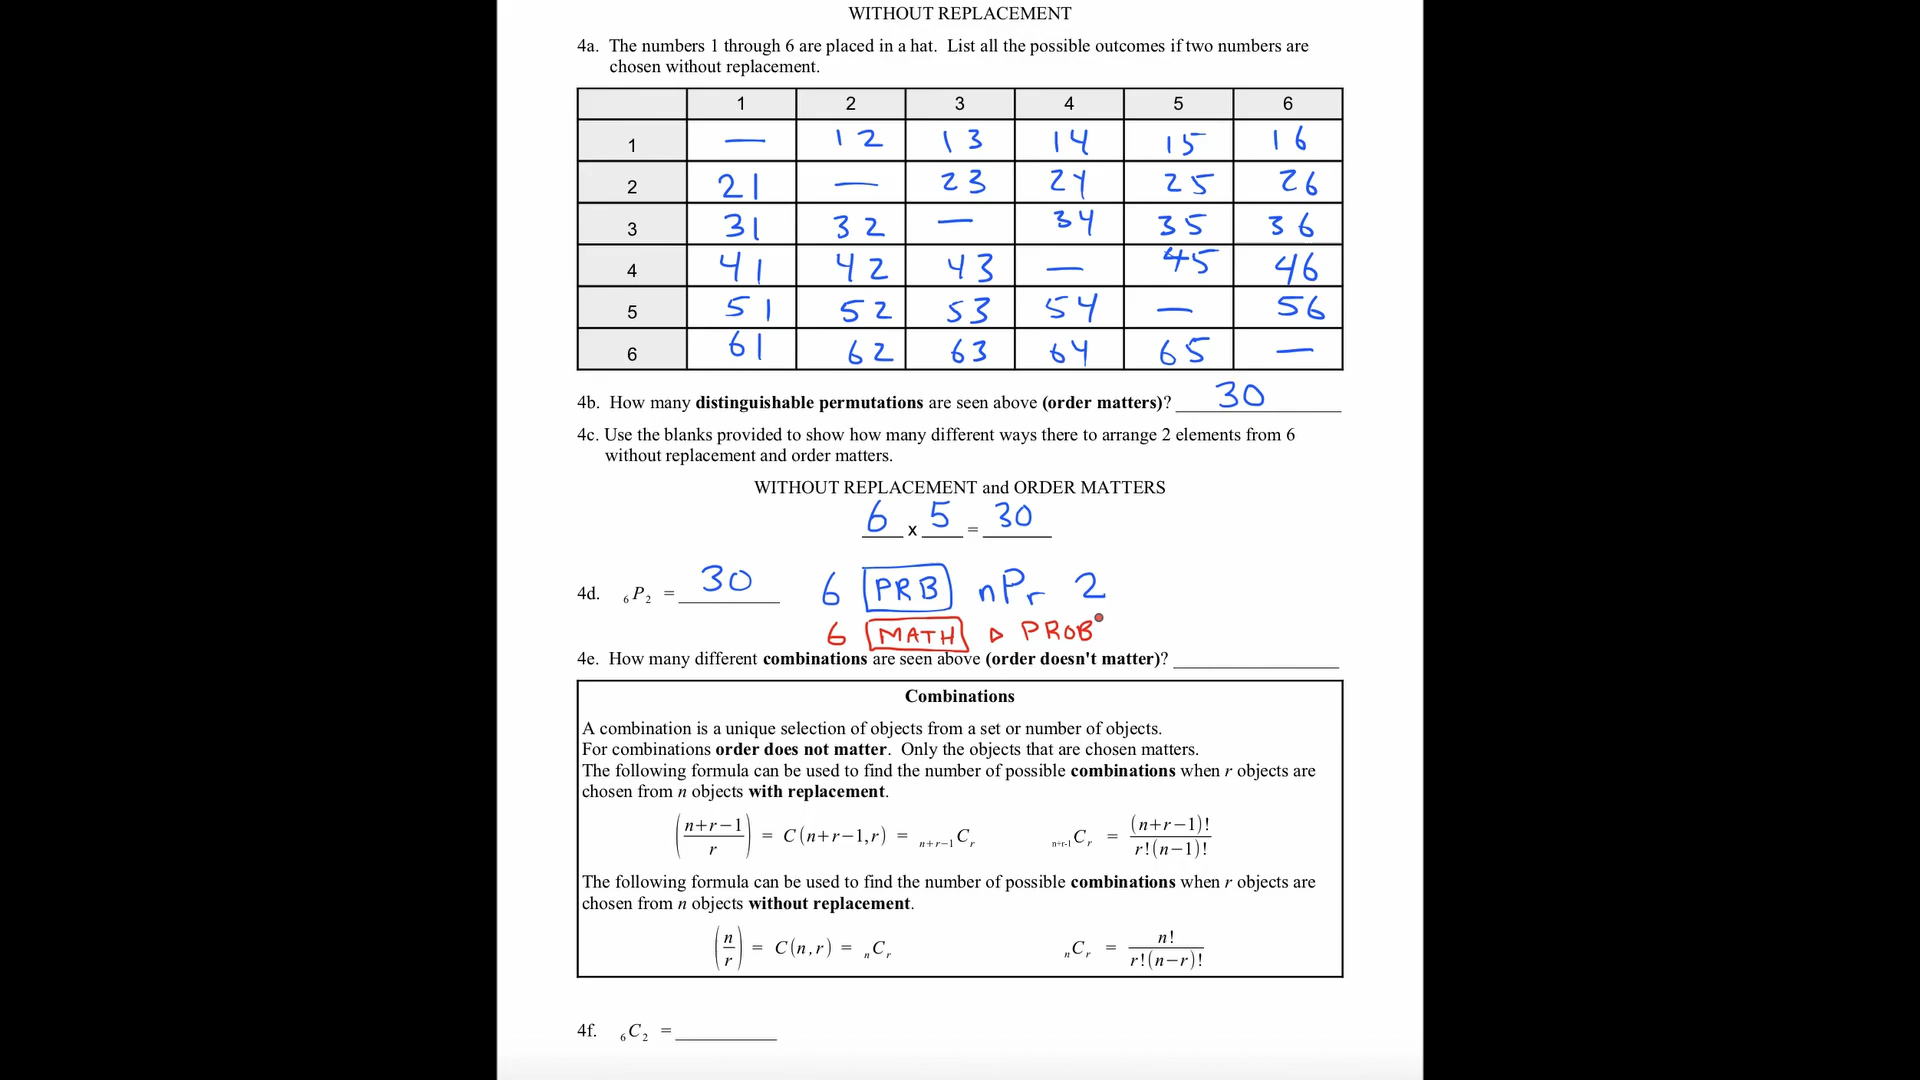 WITHOUT REPLACEMENT
4a. The numbers 1 through 6 are placed in a hat. List all the possible outcomes if two numbers are
chosen without replacement.
1 2 3 4 5 6
1 — 12 13 14 15 16
2 21 — 23 24 25 26
3 31 32 — 34 35 36
4 41 42 43 — 45 46
5 51 52 53 54 — 56
6 61 62 63 64 65 —
4b. How many distinguishable permutations are seen above (order matters)? 30
4c. Use the blanks provided to show how many different ways there to arrange 2 elements from 6
without replacement and order matters.
WITHOUT REPLACEMENT and ORDER MATTERS
6 x 5 = 30
4d. ₆P₂ = 30 6 PRB nPr 2
6 MATH ▷ PROB
4e. How many different combinations are seen above (order doesn't matter)?
Combinations
A combination is a unique selection of objects from a set or number of objects.
For combinations order does not matter. Only the objects that are chosen matters.
The following formula can be used to find the number of possible combinations when r objects are
chosen from n objects with replacement.
((n+r−1)/r) = C(n+r−1,r) = n+r−1Cr n+r-1Cr = (n+r−1)!/(r!(n−1)!)
The following formula can be used to find the number of possible combinations when r objects are
chosen from n objects without replacement.
(n/r) = C(n,r) = nCr nCr = n!/(r!(n−r)!)
4f. ₆C₂ =